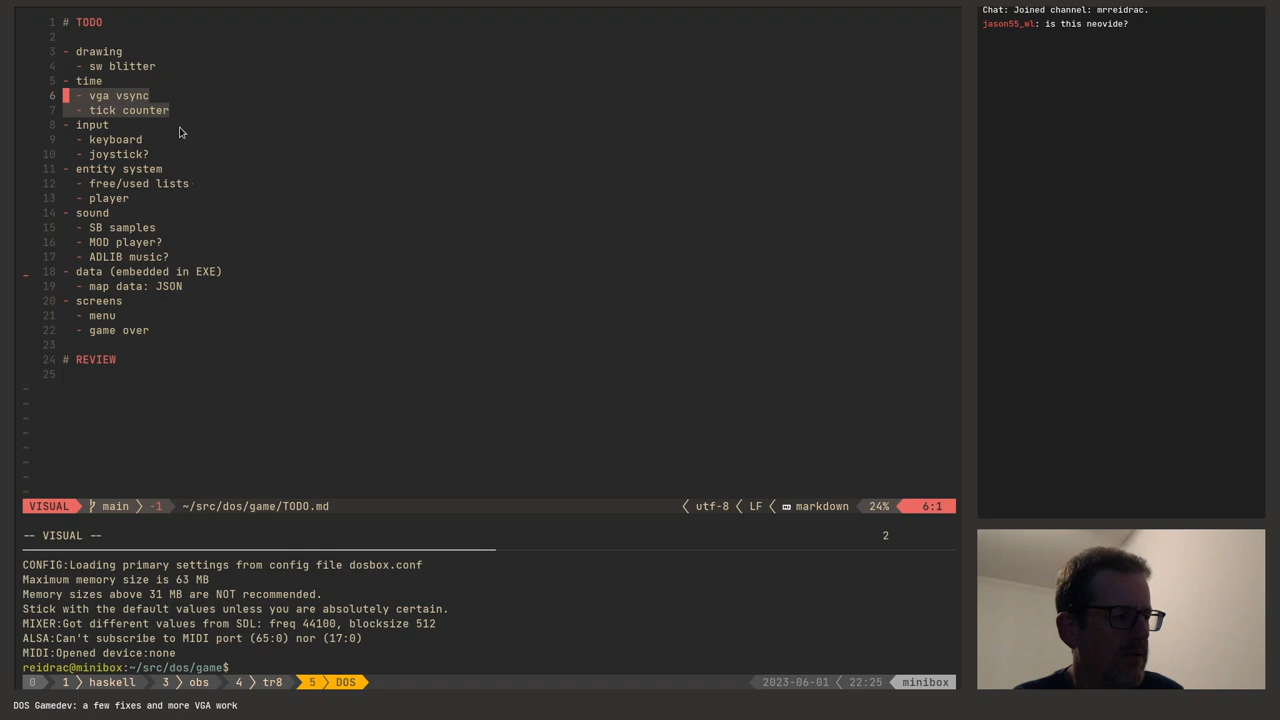 1 # TODO
2
3 - drawing
4 - sw blitter
5 - time
6 - vga vsync
7 - tick counter
8 - input
9 - keyboard
10 - joystick?
11 - entity system
12 - free/used lists
13 - player
14 - sound
15 - SB samples
16 - MOD player?
17 - ADLIB music?
18 - data (embedded in EXE)
19 - map data: JSON
20 - screens
21 - menu
22 - game over
23
24 # REVIEW
25
~
~
~
~
~
~
~
~
VISUAL main -1 ~/src/dos/game/TODO.md utf-8 LF markdown 24% 6:1
-- VISUAL -- 2
CONFIG:Loading primary settings from config file dosbox.conf
Maximum memory size is 63 MB
Memory sizes above 31 MB are NOT recommended.
Stick with the default values unless you are absolutely certain.
MIXER:Got different values from SDL: freq 44100, blocksize 512
ALSA:Can't subscribe to MIDI port (65:0) nor (17:0)
MIDI:Opened device:none
reidrac@minibox:~/src/dos/game$
0 1 haskell 3 obs 4 tr8 5 DOS 2023-06-01 22:25 minibox
DOS Gamedev: a few fixes and more VGA work
Chat: Joined channel: mrreidrac.
jason55_wl: is this neovide?